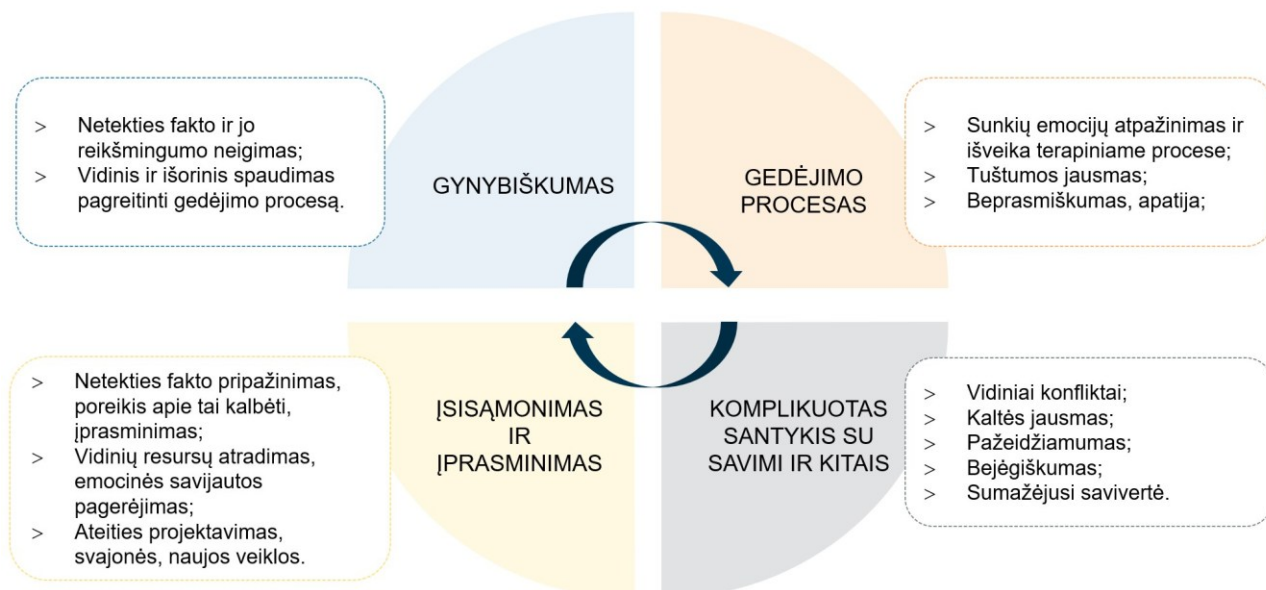 > Netekties fakto ir jo
reikšmingumo neigimas;
> Vidinis ir išorinis spaudimas
pagreitinti gedėjimo procesą.
GYNYBIŠKUMAS
GEDĖJIMO
PROCESAS
> Sunkių emocijų atpažinimas ir
išveika terapiniame procese;
> Tuštumos jausmas;
> Beprasmiškumas, apatija;
> Netekties fakto pripažinimas,
poreikis apie tai kalbėti,
įprasminimas;
> Vidinių resursų atradimas,
emocinės savijautos
pagerėjimas;
> Ateities projektavimas,
svajonės, naujos veiklos.
ĮSISĄMONIMAS
IR
ĮPRASMINIMAS
KOMPLIKUOTAS
SANTYKIS SU
SAVIMI IR KITAIS
> Vidiniai konfliktai;
> Kaltės jausmas;
> Pažeidžiamumas;
> Bejėgiškumas;
> Sumažėjusi savivertė.